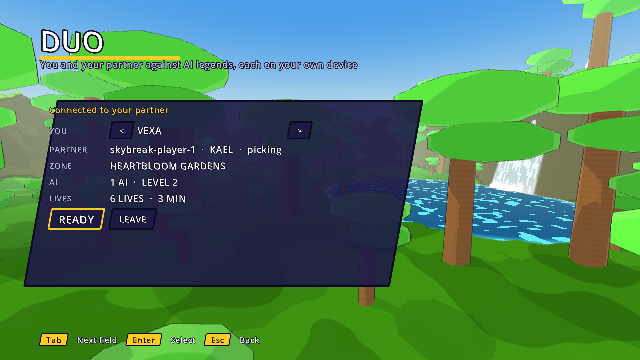 DUO
You and your partner against AI legends, each on your own device
Connected to your partner
YOU < VEXA >
PARTNER skybreak-player-1 · KAEL · picking
ZONE HEARTBLOOM GARDENS
AI 1 AI · LEVEL 2
LIVES 6 LIVES · 3 MIN
READY LEAVE
Tab Next field Enter Select Esc Back